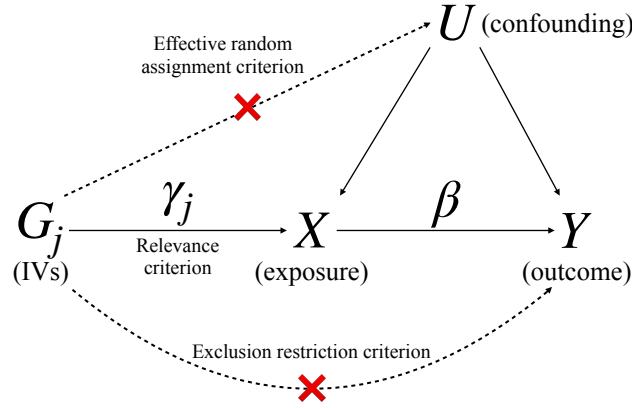 U (confounding)
Effective random
assignment criterion
γj
β
Gj
X
Y
Relevance
criterion
(IVs)
(exposure)
(outcome)
Exclusion restriction criterion